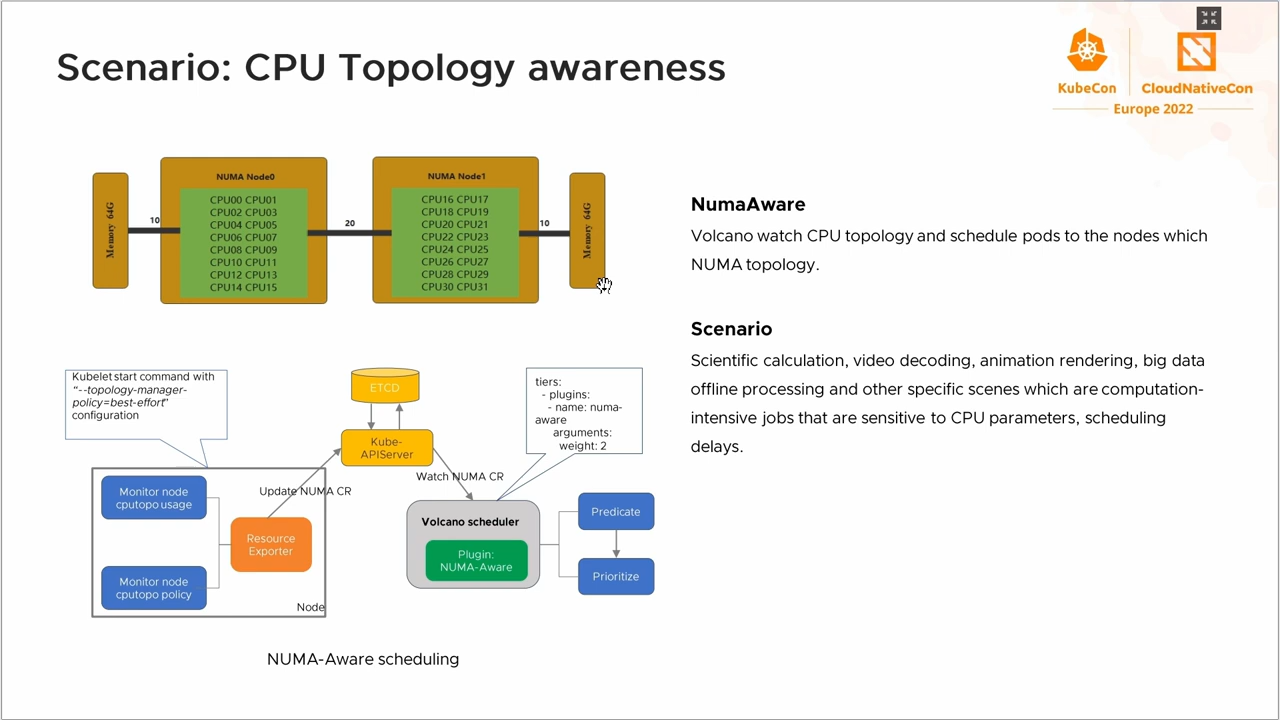 Scenario: CPU Topology awareness
KubeCon
CloudNativeCon
Europe 2022
NUMA Node0
CPU00 CPU01
CPU02 CPU03
CPU04 CPU05
CPU06 CPU07
CPU08 CPU09
CPU10 CPU11
CPU12 CPU13
CPU14 CPU15
NUMA Node1
CPU16 CPU17
CPU18 CPU19
CPU20 CPU21
CPU22 CPU23
CPU24 CPU25
CPU26 CPU27
CPU28 CPU29
CPU30 CPU31
Memory 64G
10
20
10
Memory 64G
NumaAware
Volcano watch CPU topology and schedule pods to the nodes which
NUMA topology.
Scenario
Scientific calculation, video decoding, animation rendering, big data
offline processing and other specific scenes which are computation-
intensive jobs that are sensitive to CPU parameters, scheduling
delays.
Kubelet start command with
“--topology-manager-
policy=best-effort”
configuration
ETCD
Kube-
APIServer
tiers:
- plugins:
- name: numa-
aware
arguments:
weight: 2
Update NUMA CR
Watch NUMA CR
Monitor node
cputopo usage
Resource
Exporter
Monitor node
cputopo policy
Node
Volcano scheduler
Plugin:
NUMA-Aware
Predicate
Prioritize
NUMA-Aware scheduling